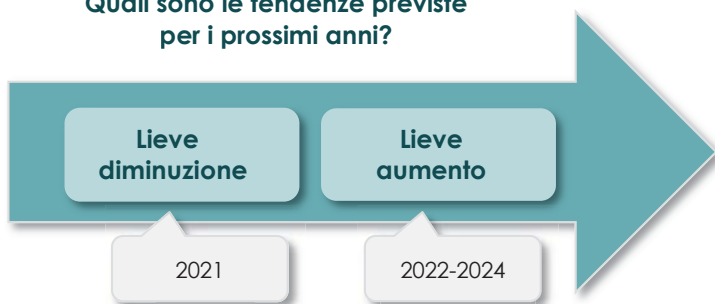 Quali sono le tendenze previste
per i prossimi anni?
Lieve
diminuzione
Lieve
aumento
2021
2022-2024